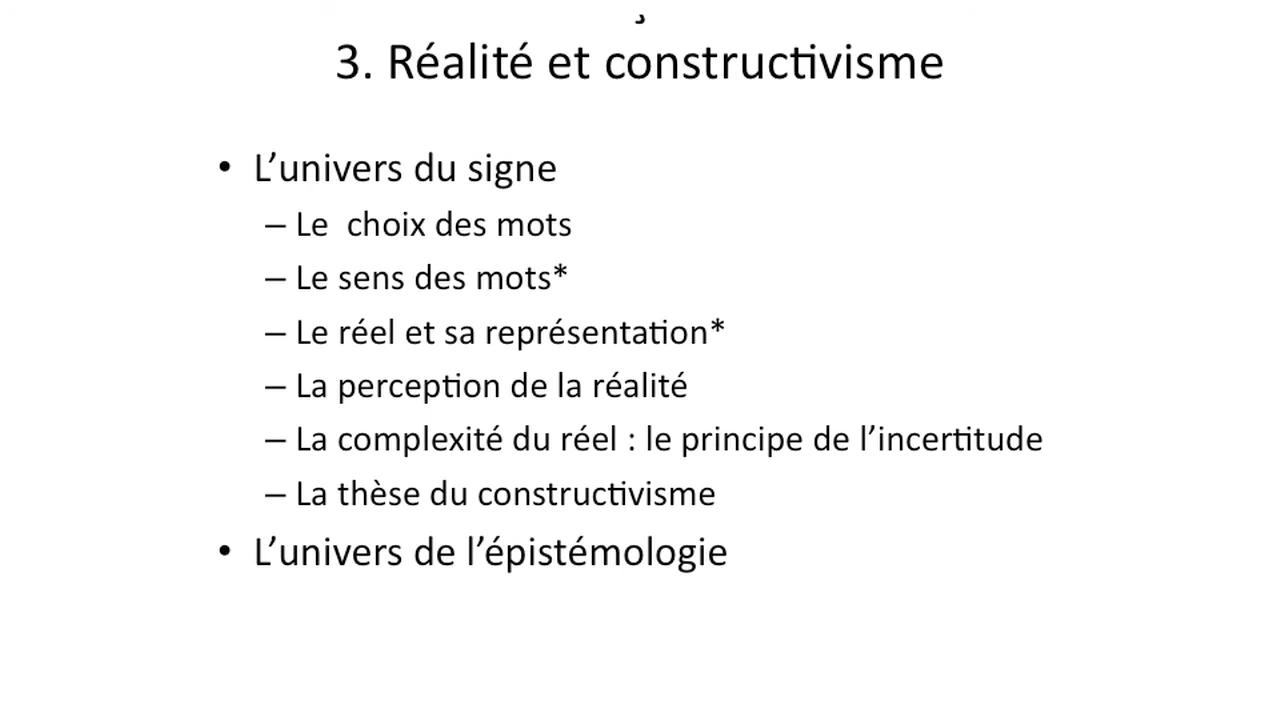 3. Réalité et constructivisme
• L’univers du signe
– Le  choix des mots
– Le sens des mots*
– Le réel et sa représentation*
– La perception de la réalité
– La complexité du réel : le principe de l’incertitude
– La thèse du constructivisme
• L’univers de l’épistémologie